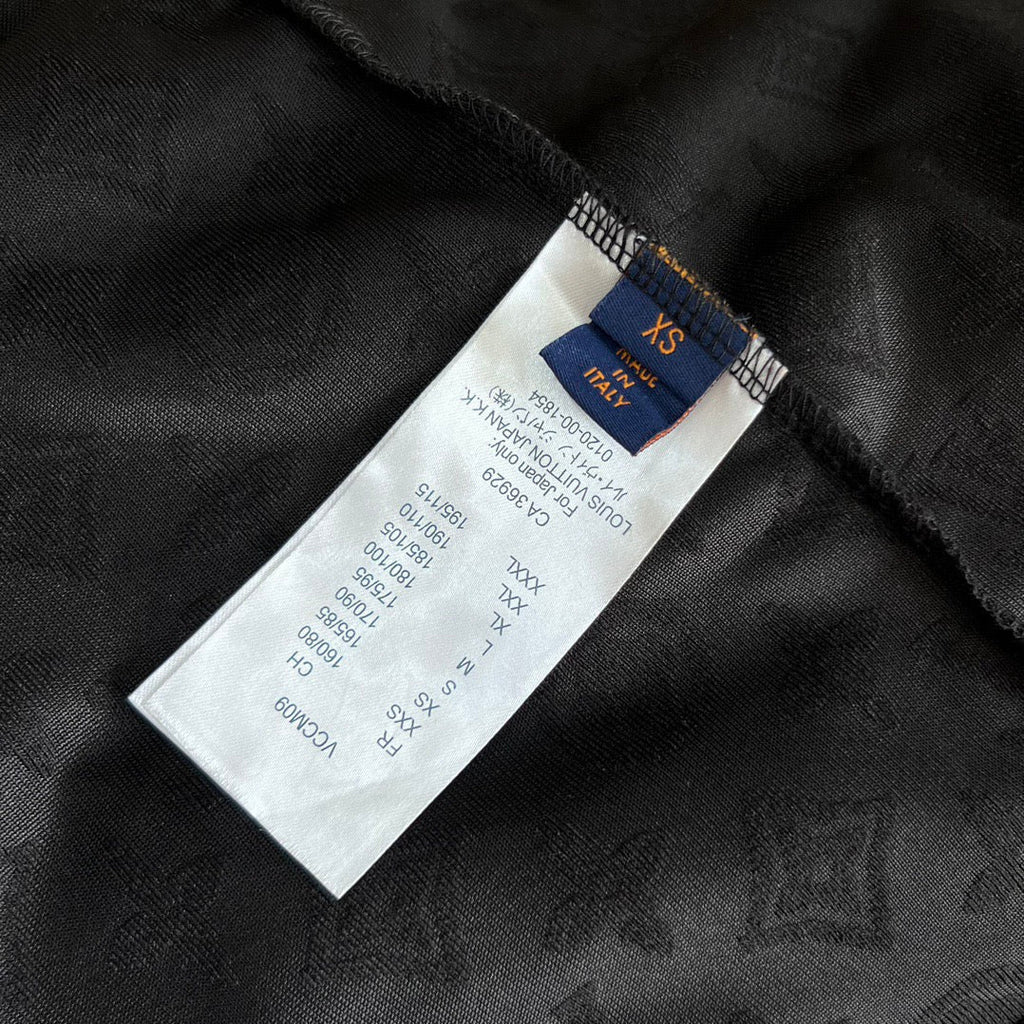 XS
MADE
IN
ITALY
VCCM09
FR CH
XXS 160/80
XS 165/85
S 170/90
M 175/95
L 180/100
XL 185/105
XXL 190/110
XXXL 195/115
CA 36929
For Japan only:
LOUIS VUITTON JAPAN K.K.
ルイ・ヴィトン ジャパン(株)
0120-00-1854